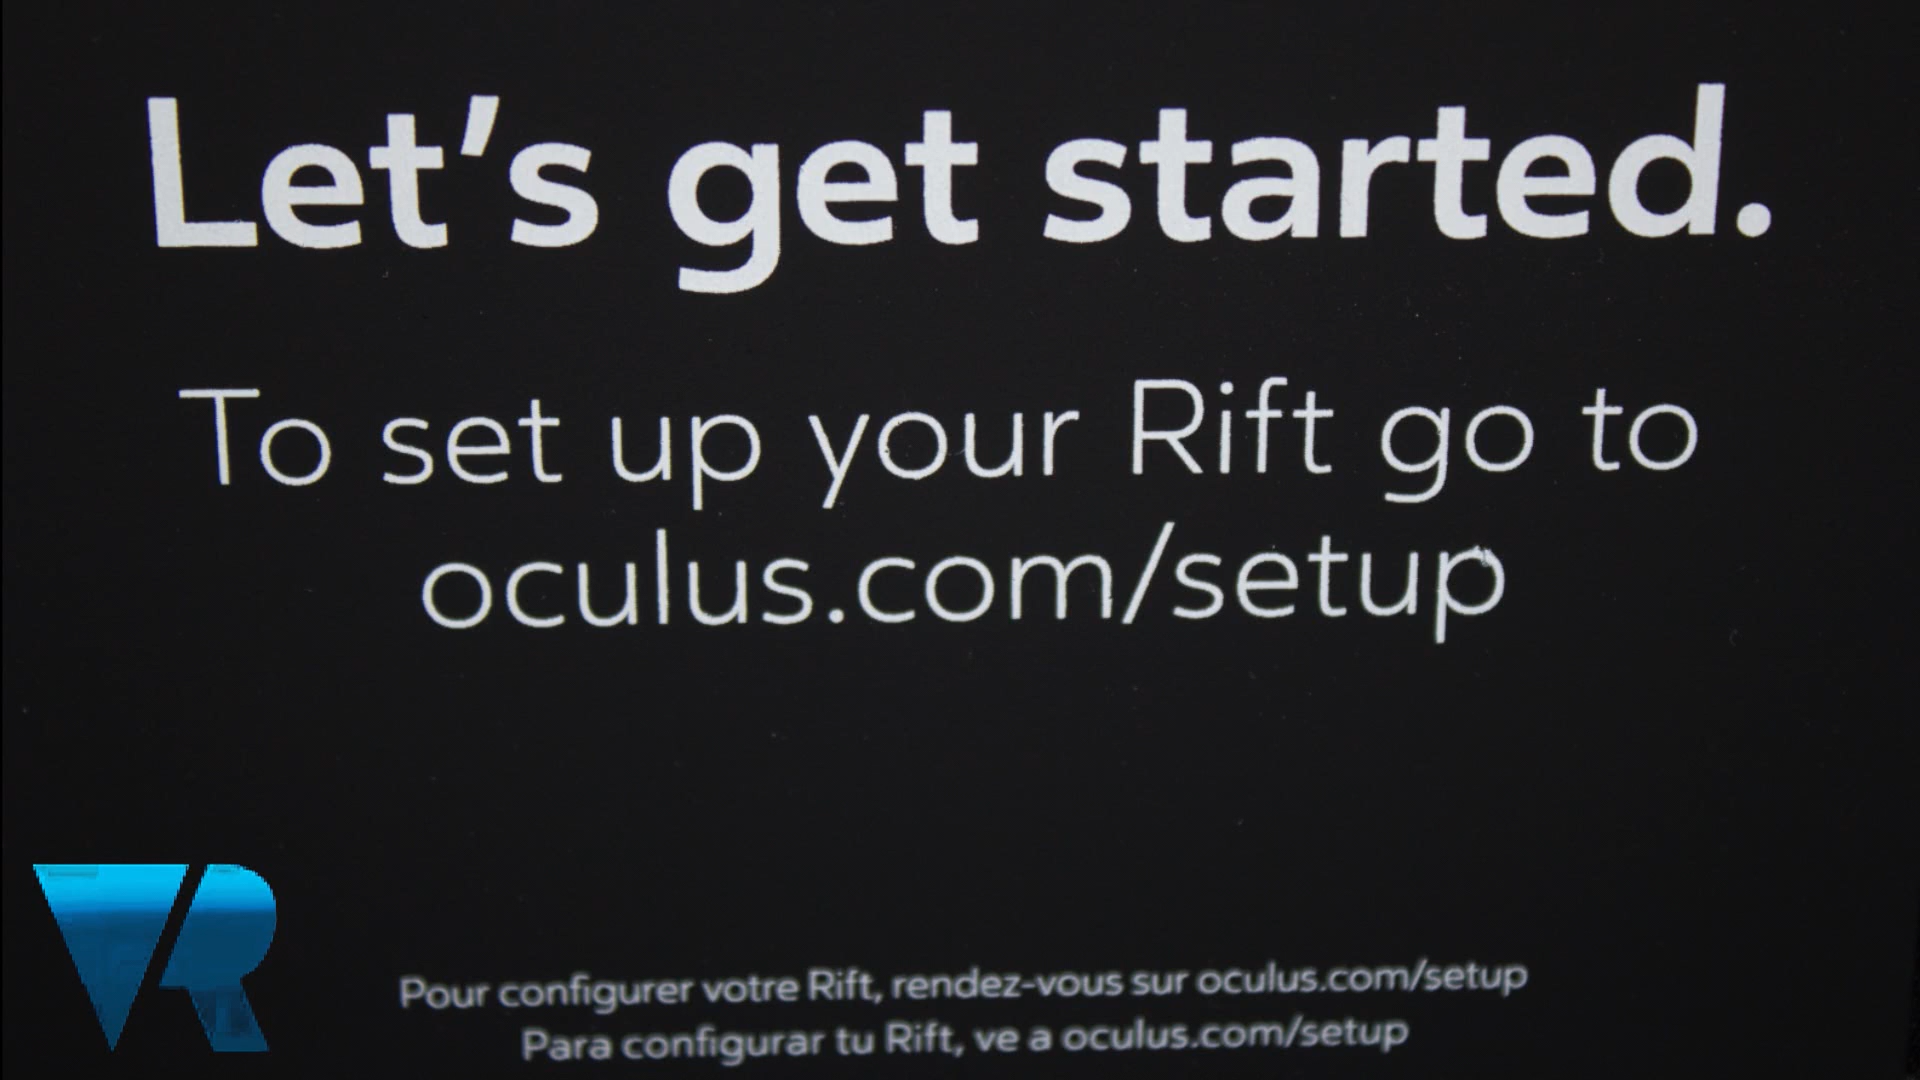 Let's get started.
To set up your Rift go to
oculus.com/setup
VR
Pour configurer votre Rift, rendez-vous sur oculus.com/setup
Para configurar tu Rift, ve a oculus.com/setup